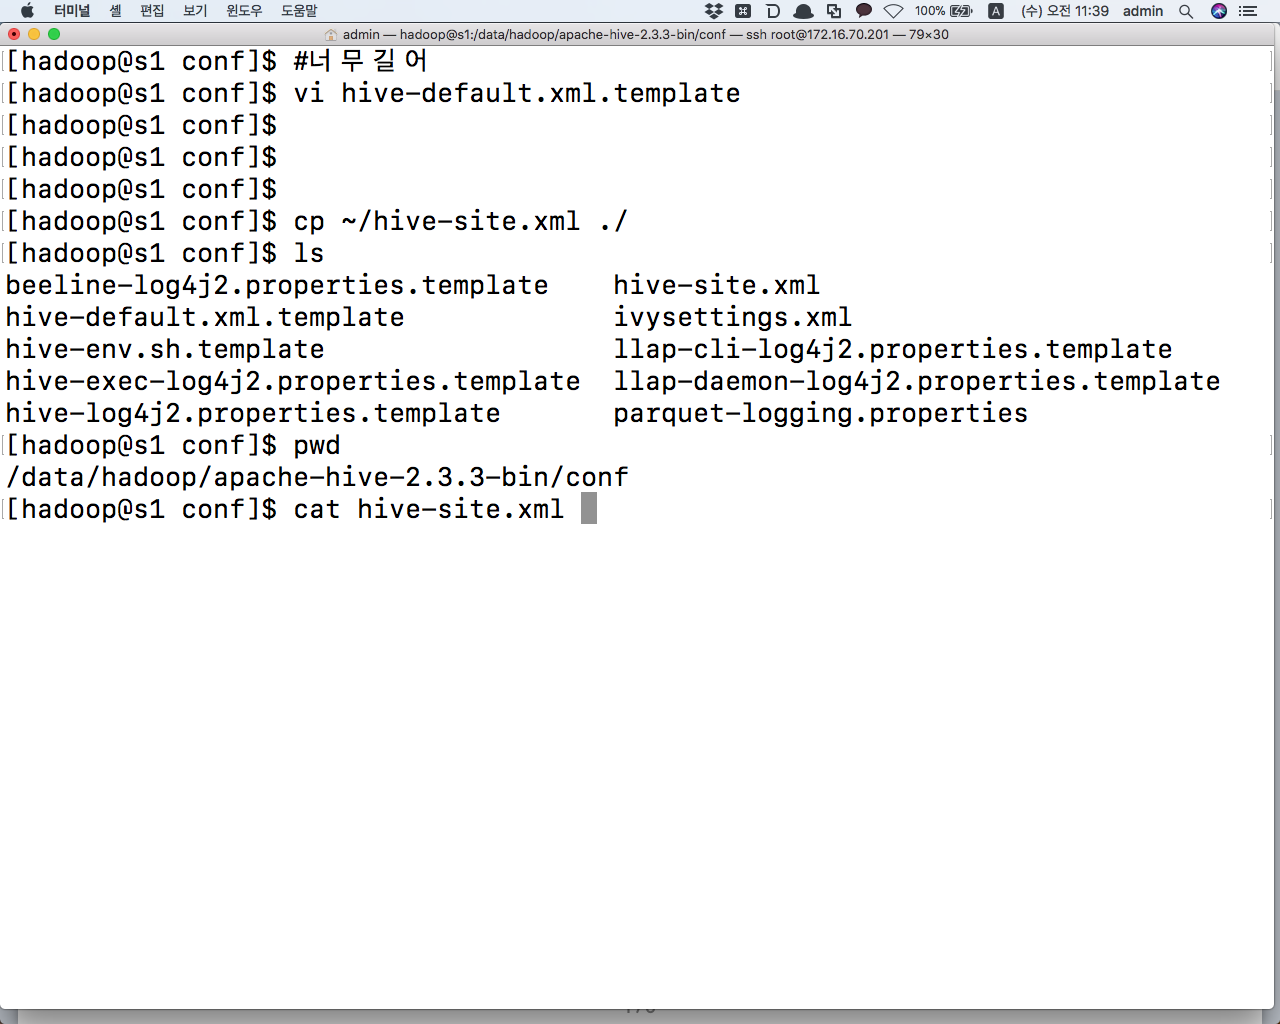 터미널 셸 편집 보기 윈도우 도움말 100% A (수) 오전 11:39 admin
admin — hadoop@s1:/data/hadoop/apache-hive-2.3.3-bin/conf — ssh root@172.16.70.201 — 79×30
[hadoop@s1 conf]$ #너무길어
[hadoop@s1 conf]$ vi hive-default.xml.template
[hadoop@s1 conf]$
[hadoop@s1 conf]$
[hadoop@s1 conf]$
[hadoop@s1 conf]$ cp ~/hive-site.xml ./
[hadoop@s1 conf]$ ls
beeline-log4j2.properties.template hive-site.xml
hive-default.xml.template ivysettings.xml
hive-env.sh.template llap-cli-log4j2.properties.template
hive-exec-log4j2.properties.template llap-daemon-log4j2.properties.template
hive-log4j2.properties.template parquet-logging.properties
[hadoop@s1 conf]$ pwd
/data/hadoop/apache-hive-2.3.3-bin/conf
[hadoop@s1 conf]$ cat hive-site.xml